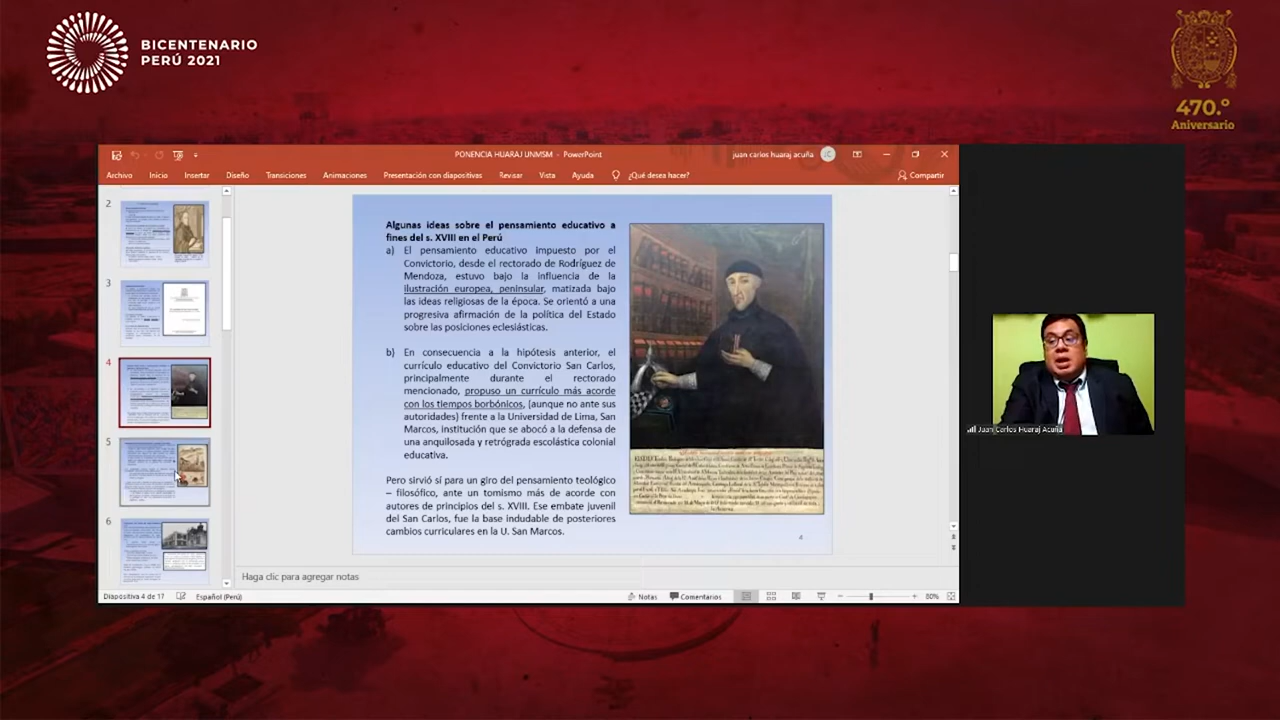 BICENTENARIO
PERÚ 2021
470.º
Aniversario
PONENCIA HUARAJ UNMSM - PowerPoint
juan carlos huaraj acuña
JC
Archivo
Inicio
Insertar
Diseño
Transiciones
Animaciones
Presentación con diapositivas
Revisar
Vista
Ayuda
¿Qué desea hacer?
Compartir
2
3
4
5
6
Algunas ideas sobre el pensamiento educativo a
fines del s. XVIII en el Perú
a) El pensamiento educativo impuesto por el
Convictorio, desde el rectorado de Rodríguez de
Mendoza, estuvo bajo la influencia de la
ilustración europea, peninsular, matizada bajo
las ideas religiosas de la época. Se orientó a una
progresiva afirmación de la política del Estado
sobre las posiciones eclesiásticas.
b) En consecuencia a la hipótesis anterior, el
currículo educativo del Convictorio San Carlos,
principalmente durante el rectorado
mencionado, propuso un currículo más acorde
con los tiempos borbónicos, (aunque no ante sus
autoridades) frente a la Universidad de Lima, San
Marcos, institución que se abocó a la defensa de
una anquilosada y retrógrada escolástica colonial
educativa.
Pero sirvió sí para un giro del pensamiento teológico
– filosófico, ante un tomismo más de acorde con
autores de principios del s. XVIII. Ese embate juvenil
del San Carlos, fue la base indudable de posteriores
cambios curriculares en la U. San Marcos.
4
Haga clic para agregar notas
Diapositiva 4 de 17
Español (Perú)
Notas
Comentarios
80%
Juan Carlos Huaraj Acuña